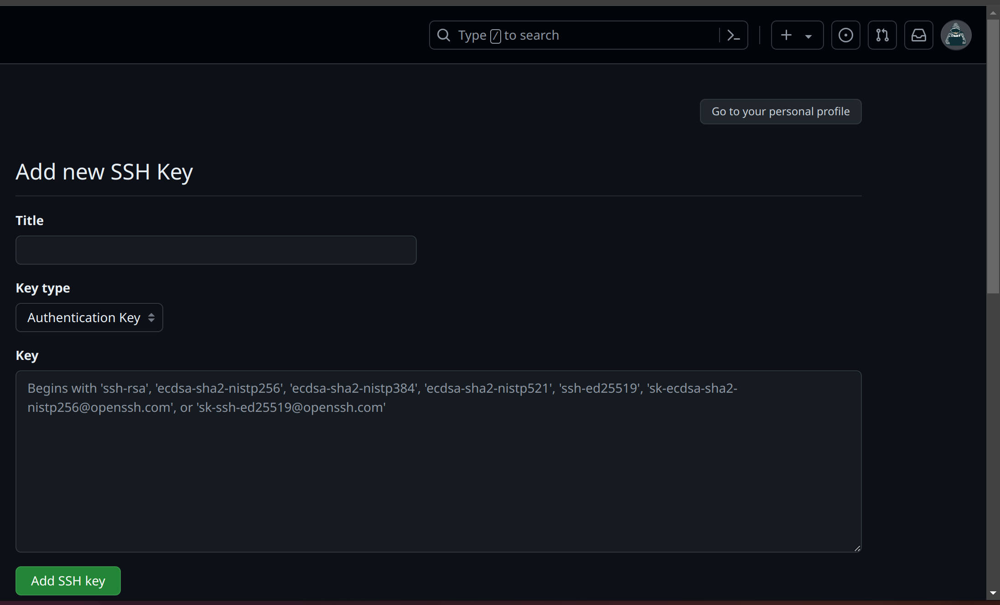 Type / to search
Go to your personal profile
Add new SSH Key
Title
Key type
Authentication Key
Key
Begins with 'ssh-rsa', 'ecdsa-sha2-nistp256', 'ecdsa-sha2-nistp384', 'ecdsa-sha2-nistp521', 'ssh-ed25519', 'sk-ecdsa-sha2-
nistp256@openssh.com', or 'sk-ssh-ed25519@openssh.com'
Add SSH key